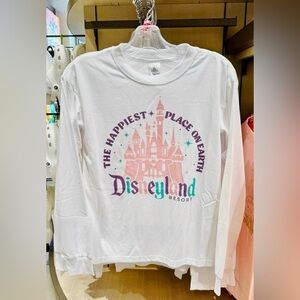 THE HAPPIEST PLACE ON EARTH
Disneyland
RESORT